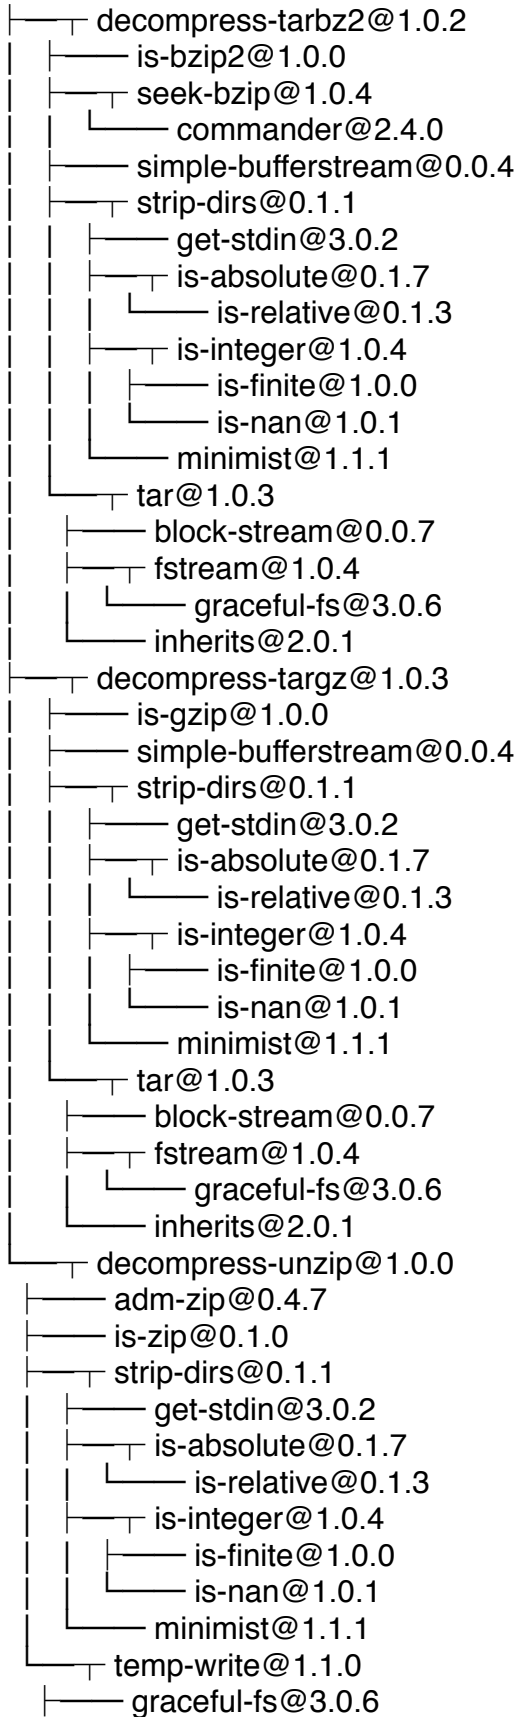 ├─┬ decompress-tarbz2@1.0.2
│ ├── is-bzip2@1.0.0
│ ├─┬ seek-bzip@1.0.4
│ │ └── commander@2.4.0
│ ├── simple-bufferstream@0.0.4
│ ├─┬ strip-dirs@0.1.1
│ │ ├── get-stdin@3.0.2
│ │ ├─┬ is-absolute@0.1.7
│ │ │ └── is-relative@0.1.3
│ │ ├─┬ is-integer@1.0.4
│ │ │ ├── is-finite@1.0.0
│ │ │ └── is-nan@1.0.1
│ │ └── minimist@1.1.1
│ └─┬ tar@1.0.3
│   ├── block-stream@0.0.7
│   ├─┬ fstream@1.0.4
│   │ └── graceful-fs@3.0.6
│   └── inherits@2.0.1
├─┬ decompress-targz@1.0.3
│ ├── is-gzip@1.0.0
│ ├── simple-bufferstream@0.0.4
│ ├─┬ strip-dirs@0.1.1
│ │ ├── get-stdin@3.0.2
│ │ ├─┬ is-absolute@0.1.7
│ │ │ └── is-relative@0.1.3
│ │ ├─┬ is-integer@1.0.4
│ │ │ ├── is-finite@1.0.0
│ │ │ └── is-nan@1.0.1
│ │ └── minimist@1.1.1
│ └─┬ tar@1.0.3
│   ├── block-stream@0.0.7
│   ├─┬ fstream@1.0.4
│   │ └── graceful-fs@3.0.6
│   └── inherits@2.0.1
└─┬ decompress-unzip@1.0.0
  ├── adm-zip@0.4.7
  ├── is-zip@0.1.0
  ├─┬ strip-dirs@0.1.1
  │ ├── get-stdin@3.0.2
  │ ├─┬ is-absolute@0.1.7
  │ │ └── is-relative@0.1.3
  │ ├─┬ is-integer@1.0.4
  │ │ ├── is-finite@1.0.0
  │ │ └── is-nan@1.0.1
  │ └── minimist@1.1.1
  └─┬ temp-write@1.1.0
    ├── graceful-fs@3.0.6